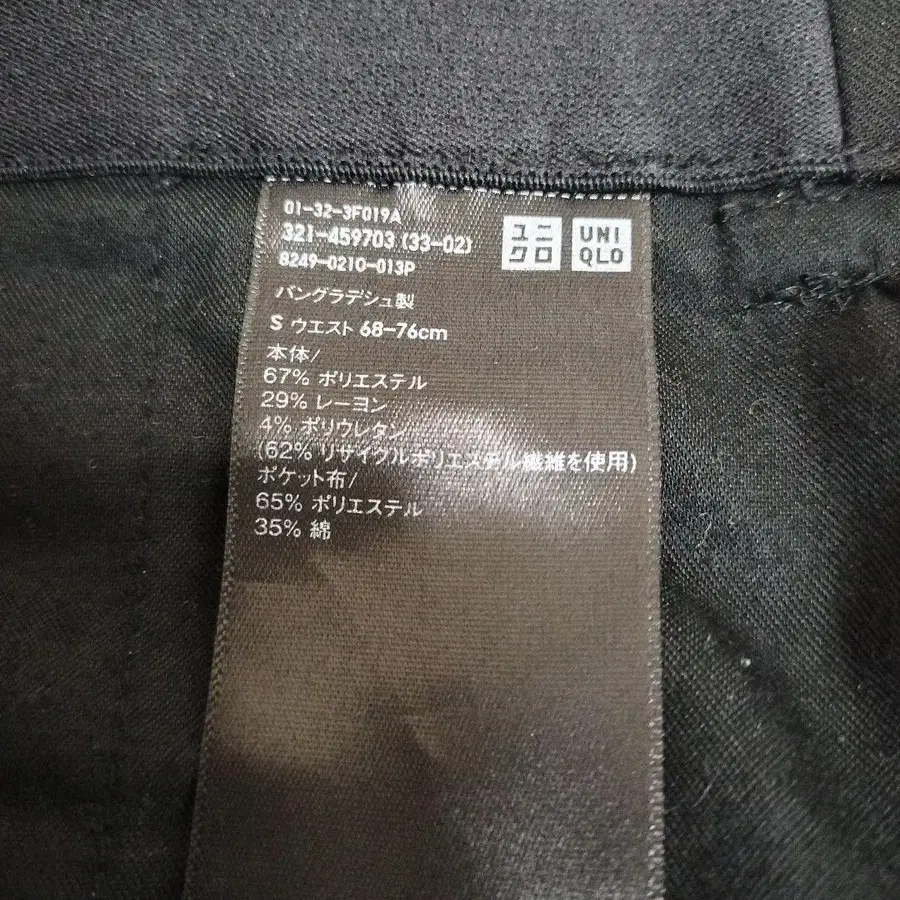 01-32-3F019A
321-459703 (33-02)
8249-0210-013P
ユニ
クロ
UNI
QLO
バングラデシュ製
S ウエスト 68-76cm
本体/
67% ポリエステル
29% レーヨン
4% ポリウレタン
(62% リサイクルポリエステル繊維を使用)
ポケット布/
65% ポリエステル
35% 綿